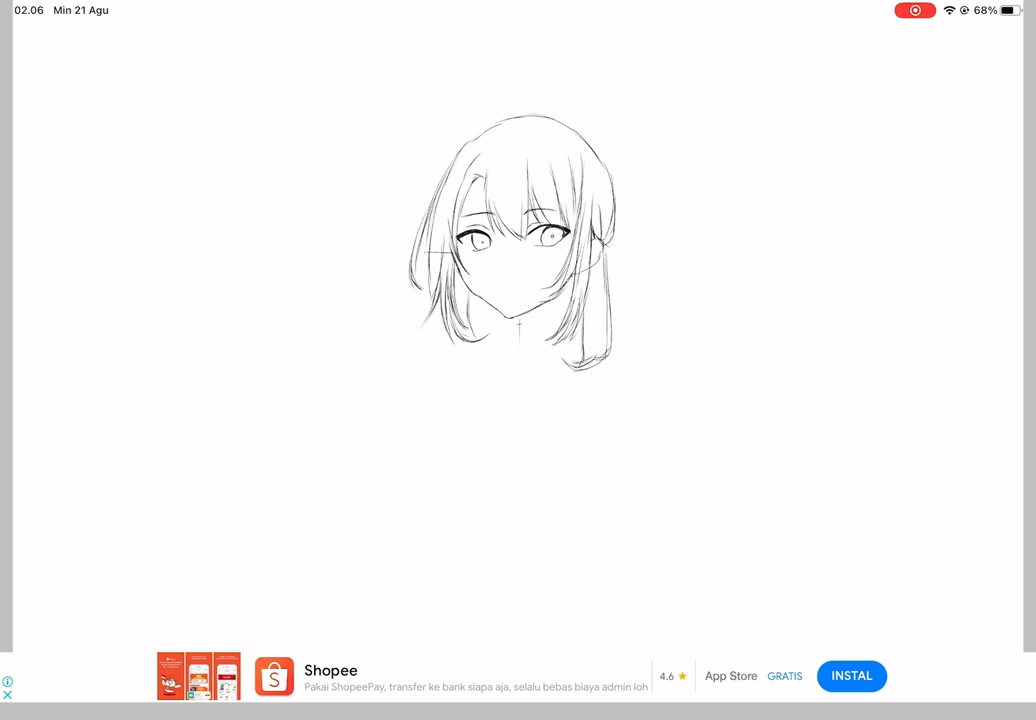 02.06 Min 21 Agu 68%
Shopee
Pakai ShopeePay, transfer ke bank siapa aja, selalu bebas biaya admin loh
4.6 ★ App Store GRATIS INSTAL